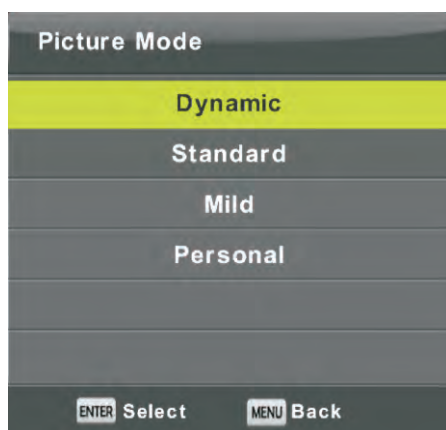 Picture Mode
Dynamic
Standard
Mild
Personal
ENTER Select MENU Back